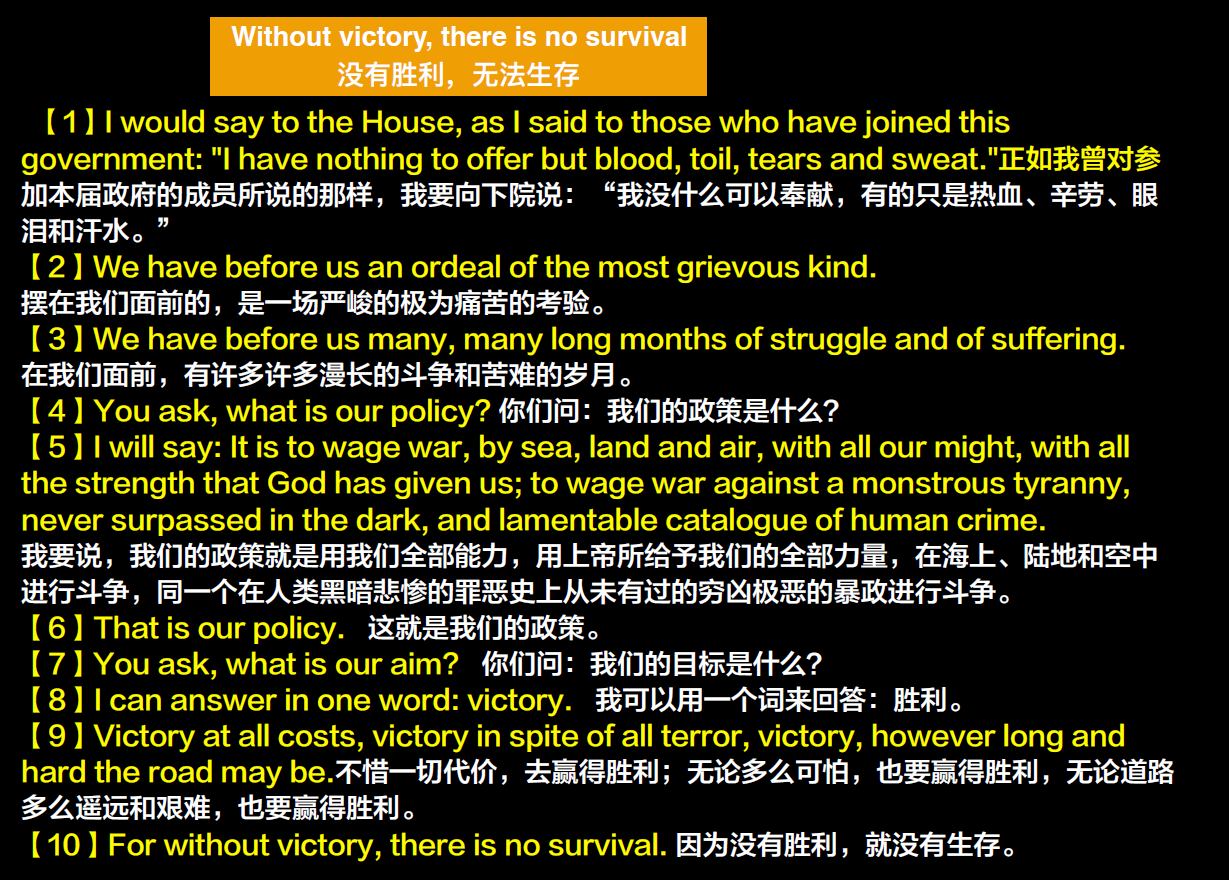 Without victory, there is no survival
没有胜利，无法生存
【1】I would say to the House, as I said to those who have joined this
government: "I have nothing to offer but blood, toil, tears and sweat."正如我曾对参
加本届政府的成员所说的那样，我要向下院说：“我没什么可以奉献，有的只是热血、辛劳、眼
泪和汗水。”
【2】We have before us an ordeal of the most grievous kind.
摆在我们面前的，是一场严峻的极为痛苦的考验。
【3】We have before us many, many long months of struggle and of suffering.
在我们面前，有许多许多漫长的斗争和苦难的岁月。
【4】You ask, what is our policy? 你们问：我们的政策是什么？
【5】I will say: It is to wage war, by sea, land and air, with all our might, with all
the strength that God has given us; to wage war against a monstrous tyranny,
never surpassed in the dark, and lamentable catalogue of human crime.
我要说，我们的政策就是用我们全部能力，用上帝所给予我们的全部力量，在海上、陆地和空中
进行斗争，同一个在人类黑暗悲惨的罪恶史上从未有过的穷凶极恶的暴政进行斗争。
【6】That is our policy. 这就是我们的政策。
【7】You ask, what is our aim? 你们问：我们的目标是什么？
【8】I can answer in one word: victory. 我可以用一个词来回答：胜利。
【9】Victory at all costs, victory in spite of all terror, victory, however long and
hard the road may be.不惜一切代价，去赢得胜利；无论多么可怕，也要赢得胜利，无论道路
多么遥远和艰难，也要赢得胜利。
【10】For without victory, there is no survival. 因为没有胜利，就没有生存。